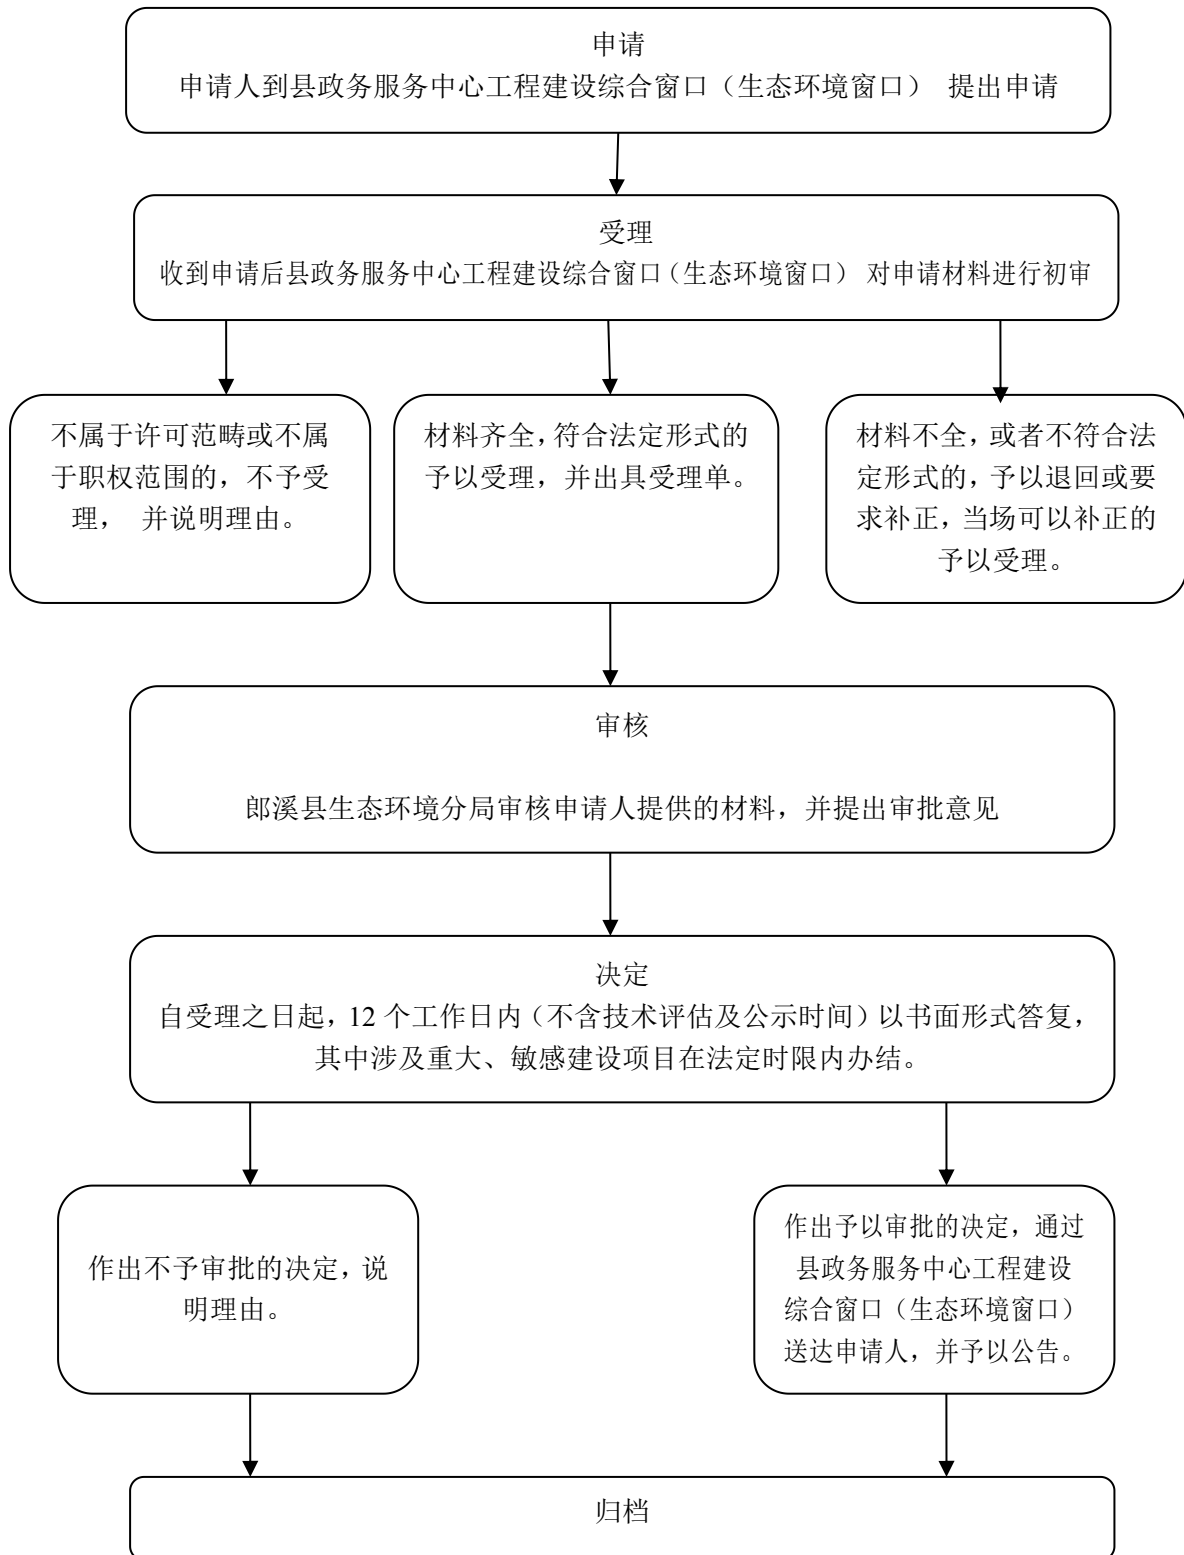 申请
申请人到县政务服务中心工程建设综合窗口（生态环境窗口） 提出申请
受理
收到申请后县政务服务中心工程建设综合窗口（生态环境窗口） 对申请材料进行初审
不属于许可范畴或不属
于职权范围的，不予受
理， 并说明理由。
材料齐全，符合法定形式的
予以受理，并出具受理单。
材料不全，或者不符合法
定形式的，予以退回或要
求补正，当场可以补正的
予以受理。
审核
郎溪县生态环境分局审核申请人提供的材料，并提出审批意见
决定
自受理之日起，12 个工作日内（不含技术评估及公示时间）以书面形式答复，
其中涉及重大、敏感建设项目在法定时限内办结。
作出不予审批的决定，说
明理由。
作出予以审批的决定，通过
县政务服务中心工程建设
综合窗口（生态环境窗口）
送达申请人，并予以公告。
归档